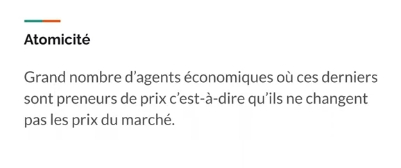 Atomicité
Grand nombre d’agents économiques où ces derniers
sont preneurs de prix c’est-à-dire qu’ils ne changent
pas les prix du marché.